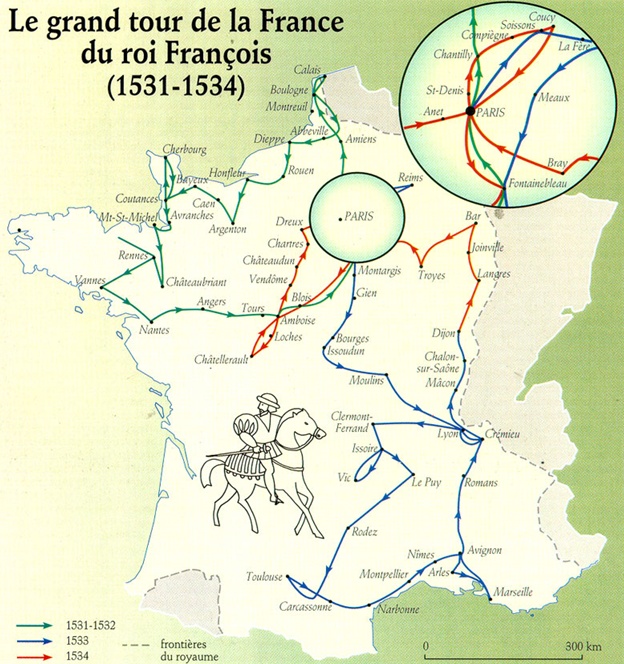 Le grand tour de la France
du roi François
(1531-1534)
Coucy
Soissons
Compiègne
La Fère
Chantilly
St-Denis
Meaux
Anet
PARIS
Bray
Fontainebleau
Calais
Boulogne
Montreuil
Abbeville
Dieppe
Amiens
Cherbourg
Rouen
Honfleur
Bayeux
Reims
Coutances
Caen
Mt-St-Michel
Avranches
Argenton
PARIS
Dreux
Bar
Chartres
Joinville
Rennes
Châteaudun
Troyes
Langres
Châteaubriant
Vendôme
Montargis
Vannes
Gien
Angers
Blois
Tours
Amboise
Nantes
Loches
Dijon
Bourges
Châtellerault
Issoudun
Chalon-
sur-Saône
Moulins
Mâcon
Clermont-
Ferrand
Lyon
Crémieu
Issoire
Vic
Le Puy
Romans
Rodez
Nîmes
Avignon
Toulouse
Montpellier
Arles
Marseille
Carcassonne
Narbonne
1531-1532
1533
1534
frontières
du royaume
0
300 km